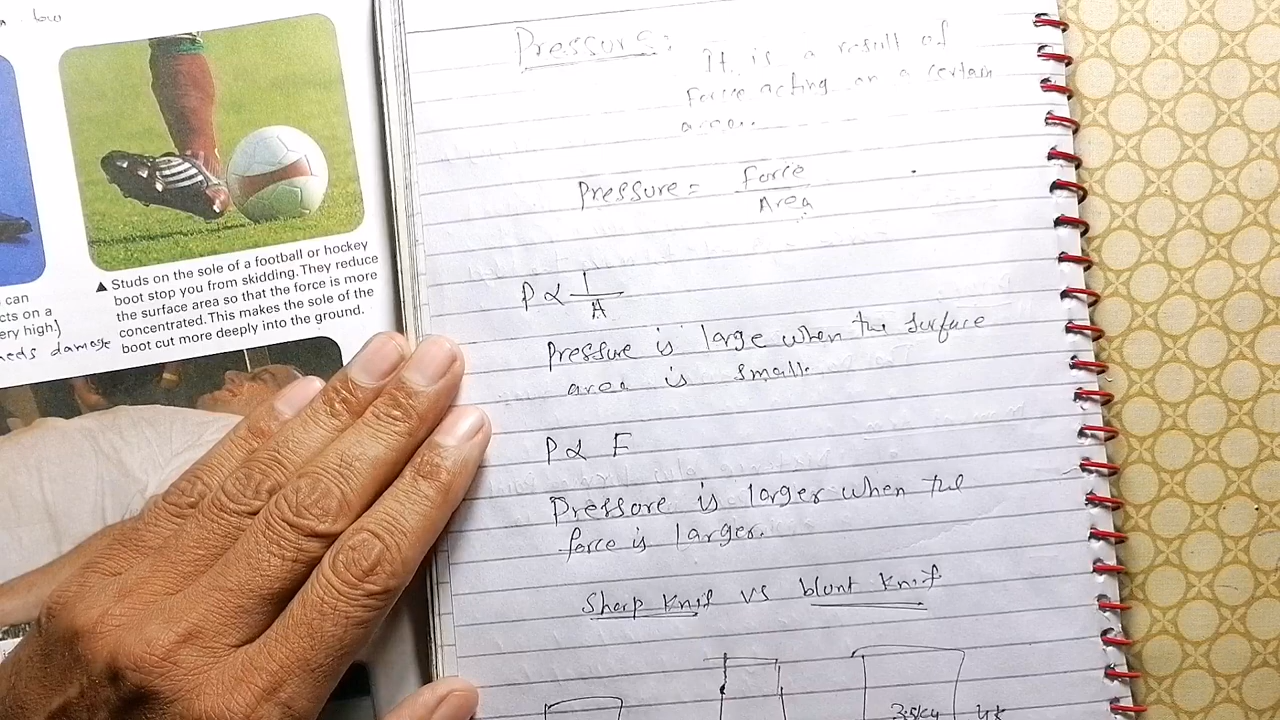 low
can
cts on a
ery high.)
eds damage
▲ Studs on the sole of a football or hockey
boot stop you from skidding. They reduce
the surface area so that the force is more
concentrated. This makes the sole of the
boot cut more deeply into the ground.
Pressure:
It is a result of
Force acting on a certain
area.
Pressure = Force
Area
P ∝ 1
A
Pressure is large when the surface
area is small.
P ∝ F
Pressure is larger when the
force is larger.
Sharp Knif vs blunt Knif